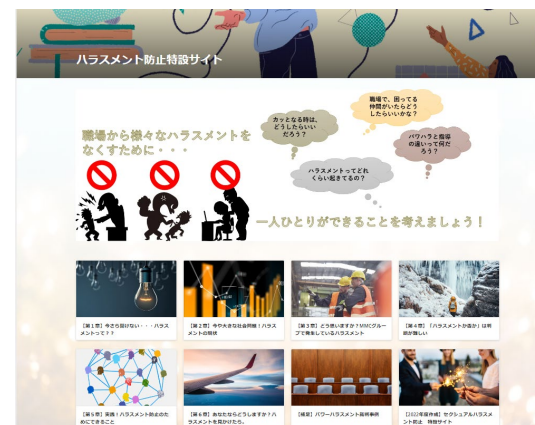 ハラスメント防止特設サイト
職場から様々なハラスメントを
なくすために・・・
カッとなる時は、
どうしたらいい
だろう？
職場で、困ってる
仲間がいたらどう
したらいいかな？
パワハラと指導
の違いって何だ
ろう？
ハラスメントってどれ
くらい起きてるの？
一人ひとりができることを考えましょう！
【第１章】今さら聞けない・・・ハラス
メントって？？
【第２章】今や大きな社会問題！ハラス
メントの現状
【第３章】どう思いますか？MMCグルー
プで発生しているハラスメント
【第４章】「ハラスメントか否か」は判
断が難しい
【第５章】実践！ハラスメント防止のた
めにできること
【第６章】あなたならどうしますか？ハ
ラスメントを見かけたら。
【補足】パワーハラスメント裁判事例
【2022年度作成】セクシュアルハラスメ
ント防止　特設サイト